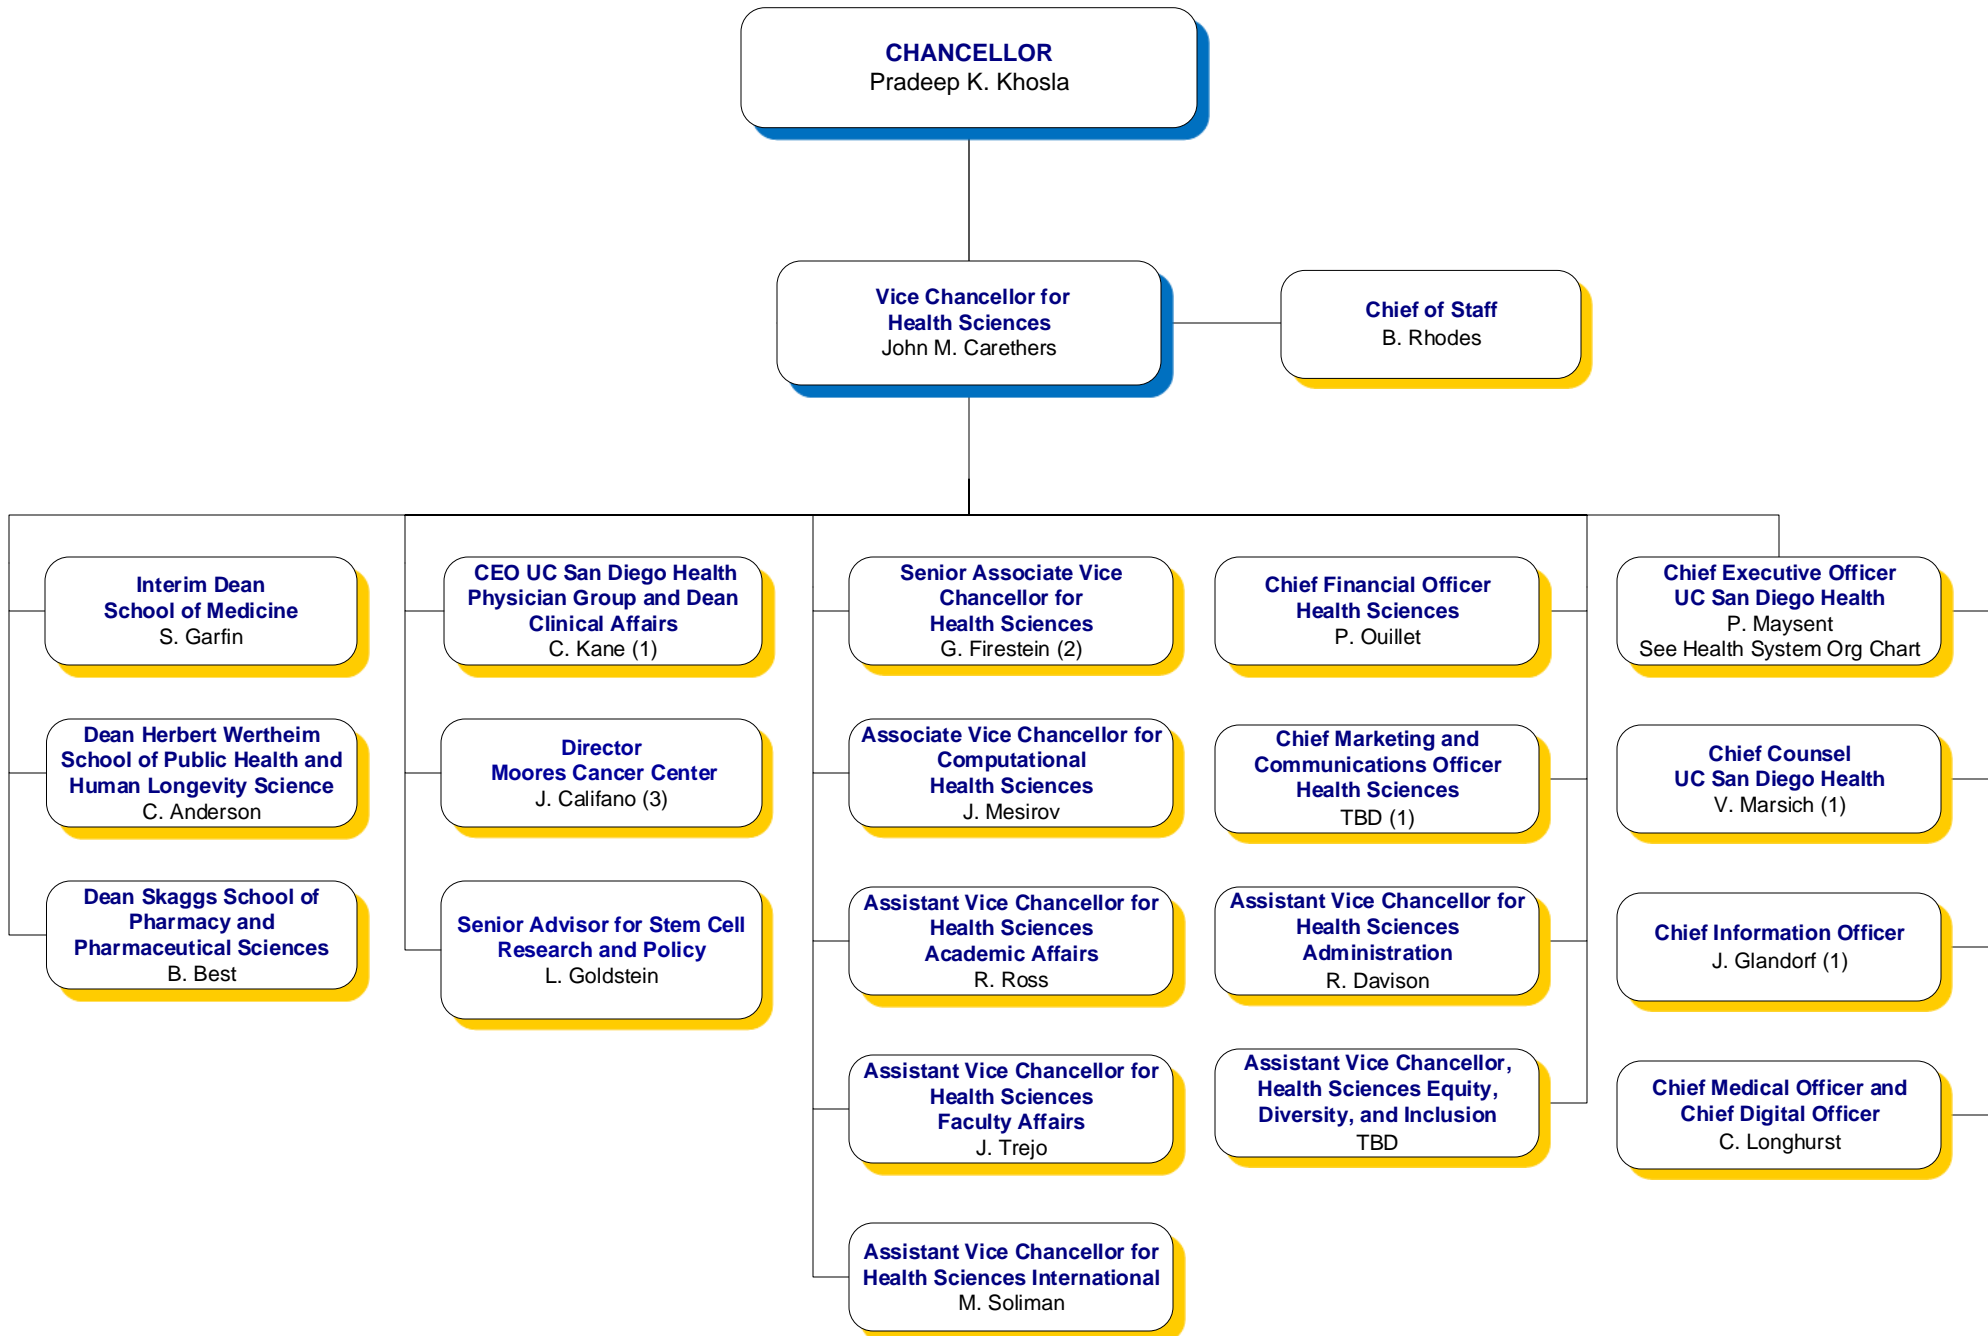 CHANCELLOR
Pradeep K. Khosla
Vice Chancellor for
Health Sciences
John M. Carethers
Chief of Staff
B. Rhodes
Interim Dean
School of Medicine
S. Garfin
Dean Herbert Wertheim
School of Public Health and
Human Longevity Science
C. Anderson
Dean Skaggs School of
Pharmacy and
Pharmaceutical Sciences
B. Best
CEO UC San Diego Health
Physician Group and Dean
Clinical Affairs
C. Kane (1)
Director
Moores Cancer Center
J. Califano (3)
Senior Advisor for Stem Cell
Research and Policy
L. Goldstein
Senior Associate Vice
Chancellor for
Health Sciences
G. Firestein (2)
Associate Vice Chancellor for
Computational
Health Sciences
J. Mesirov
Assistant Vice Chancellor for
Health Sciences
Academic Affairs
R. Ross
Assistant Vice Chancellor for
Health Sciences
Faculty Affairs
J. Trejo
Assistant Vice Chancellor for
Health Sciences International
M. Soliman
Chief Financial Officer
Health Sciences
P. Ouillet
Chief Marketing and
Communications Officer
Health Sciences
TBD (1)
Assistant Vice Chancellor for
Health Sciences
Administration
R. Davison
Assistant Vice Chancellor,
Health Sciences Equity,
Diversity, and Inclusion
TBD
Chief Executive Officer
UC San Diego Health
P. Maysent
See Health System Org Chart
Chief Counsel
UC San Diego Health
V. Marsich (1)
Chief Information Officer
J. Glandorf (1)
Chief Medical Officer and
Chief Digital Officer
C. Longhurst